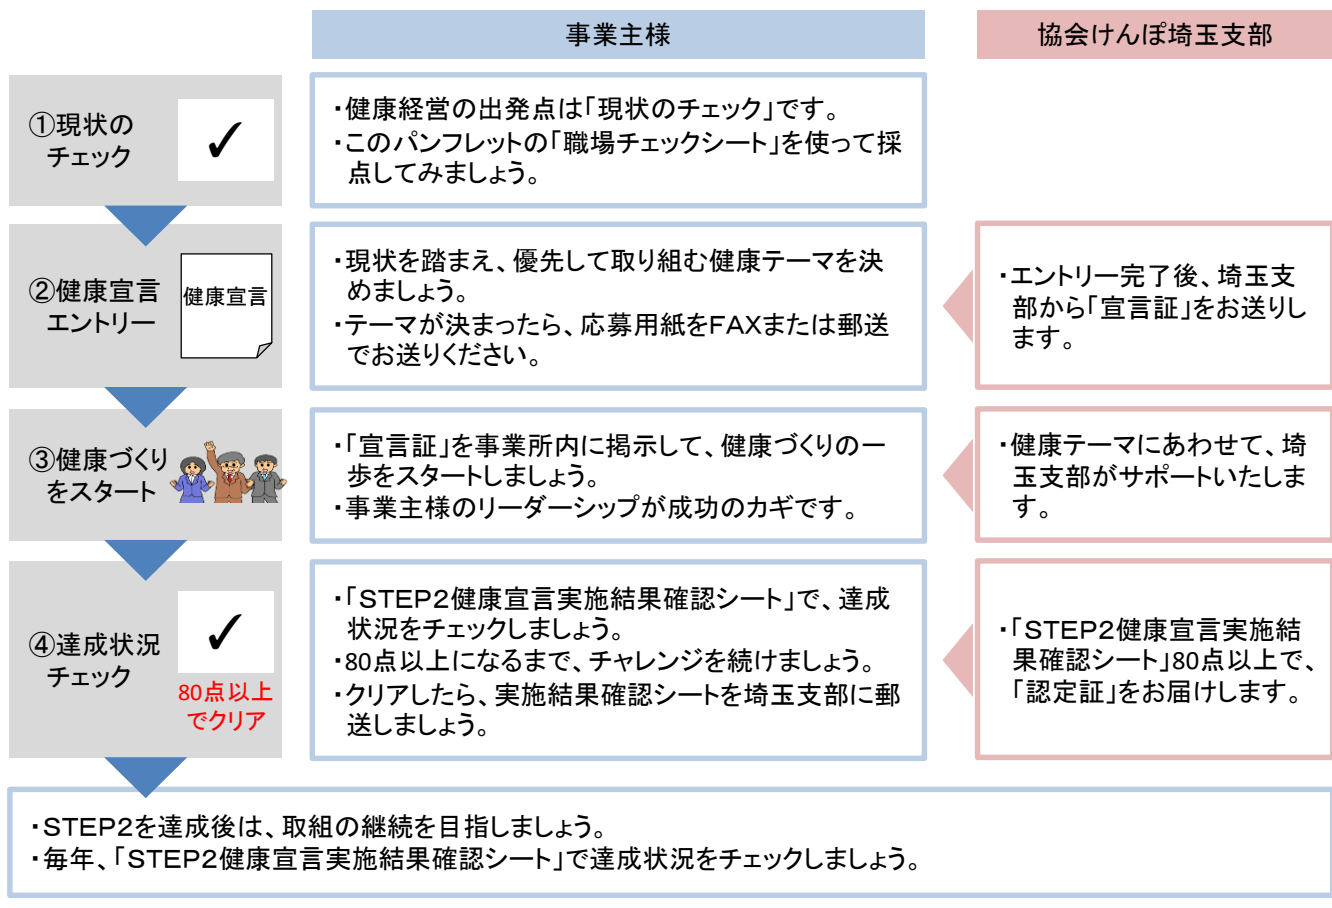 事業主様
協会けんぽ埼玉支部
①現状の
チェック
・健康経営の出発点は「現状のチェック」です。
・このパンフレットの「職場チェックシート」を使って採
点してみましょう。
②健康宣言
エントリー
健康宣言
・現状を踏まえ、優先して取り組む健康テーマを決
めましょう。
・テーマが決まったら、応募用紙をFAXまたは郵送
でお送りください。
・エントリー完了後、埼玉支
部から「宣言証」をお送りし
ます。
③健康づくり
をスタート
・「宣言証」を事業所内に掲示して、健康づくりの一
歩をスタートしましょう。
・事業主様のリーダーシップが成功のカギです。
・健康テーマにあわせて、埼
玉支部がサポートいたしま
す。
④達成状況
チェック
80点以上
でクリア
・「STEP2健康宣言実施結果確認シート」で、達成
状況をチェックしましょう。
・80点以上になるまで、チャレンジを続けましょう。
・クリアしたら、実施結果確認シートを埼玉支部に郵
送しましょう。
・「STEP2健康宣言実施結
果確認シート」80点以上で、
「認定証」をお届けします。
・STEP2を達成後は、取組の継続を目指しましょう。
・毎年、「STEP2健康宣言実施結果確認シート」で達成状況をチェックしましょう。